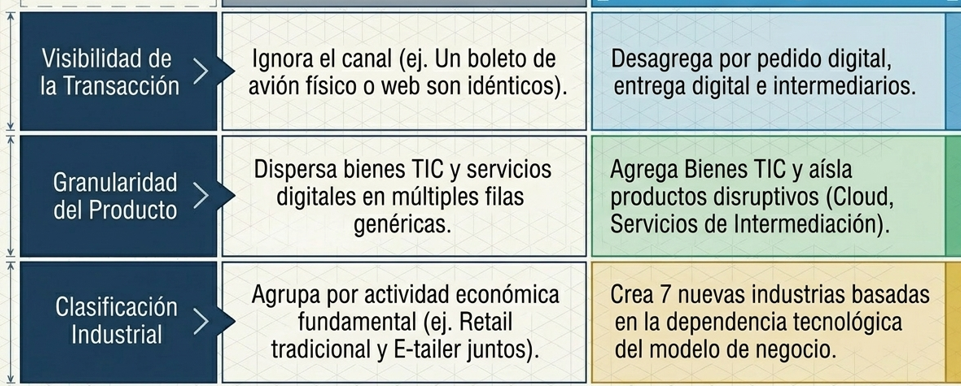 Visibilidad de
la Transacción
Ignora el canal (ej. Un boleto de
avión físico o web son idénticos).
Desagrega por pedido digital,
entrega digital e intermediarios.
Granularidad
del Producto
Dispersa bienes TIC y servicios
digitales en múltiples filas
genéricas.
Agrega Bienes TIC y aísla
productos disruptivos (Cloud,
Servicios de Intermediación).
Clasificación
Industrial
Agrupa por actividad económica
fundamental (ej. Retail
tradicional y E-tailer juntos).
Crea 7 nuevas industrias basadas
en la dependencia tecnológica
del modelo de negocio.